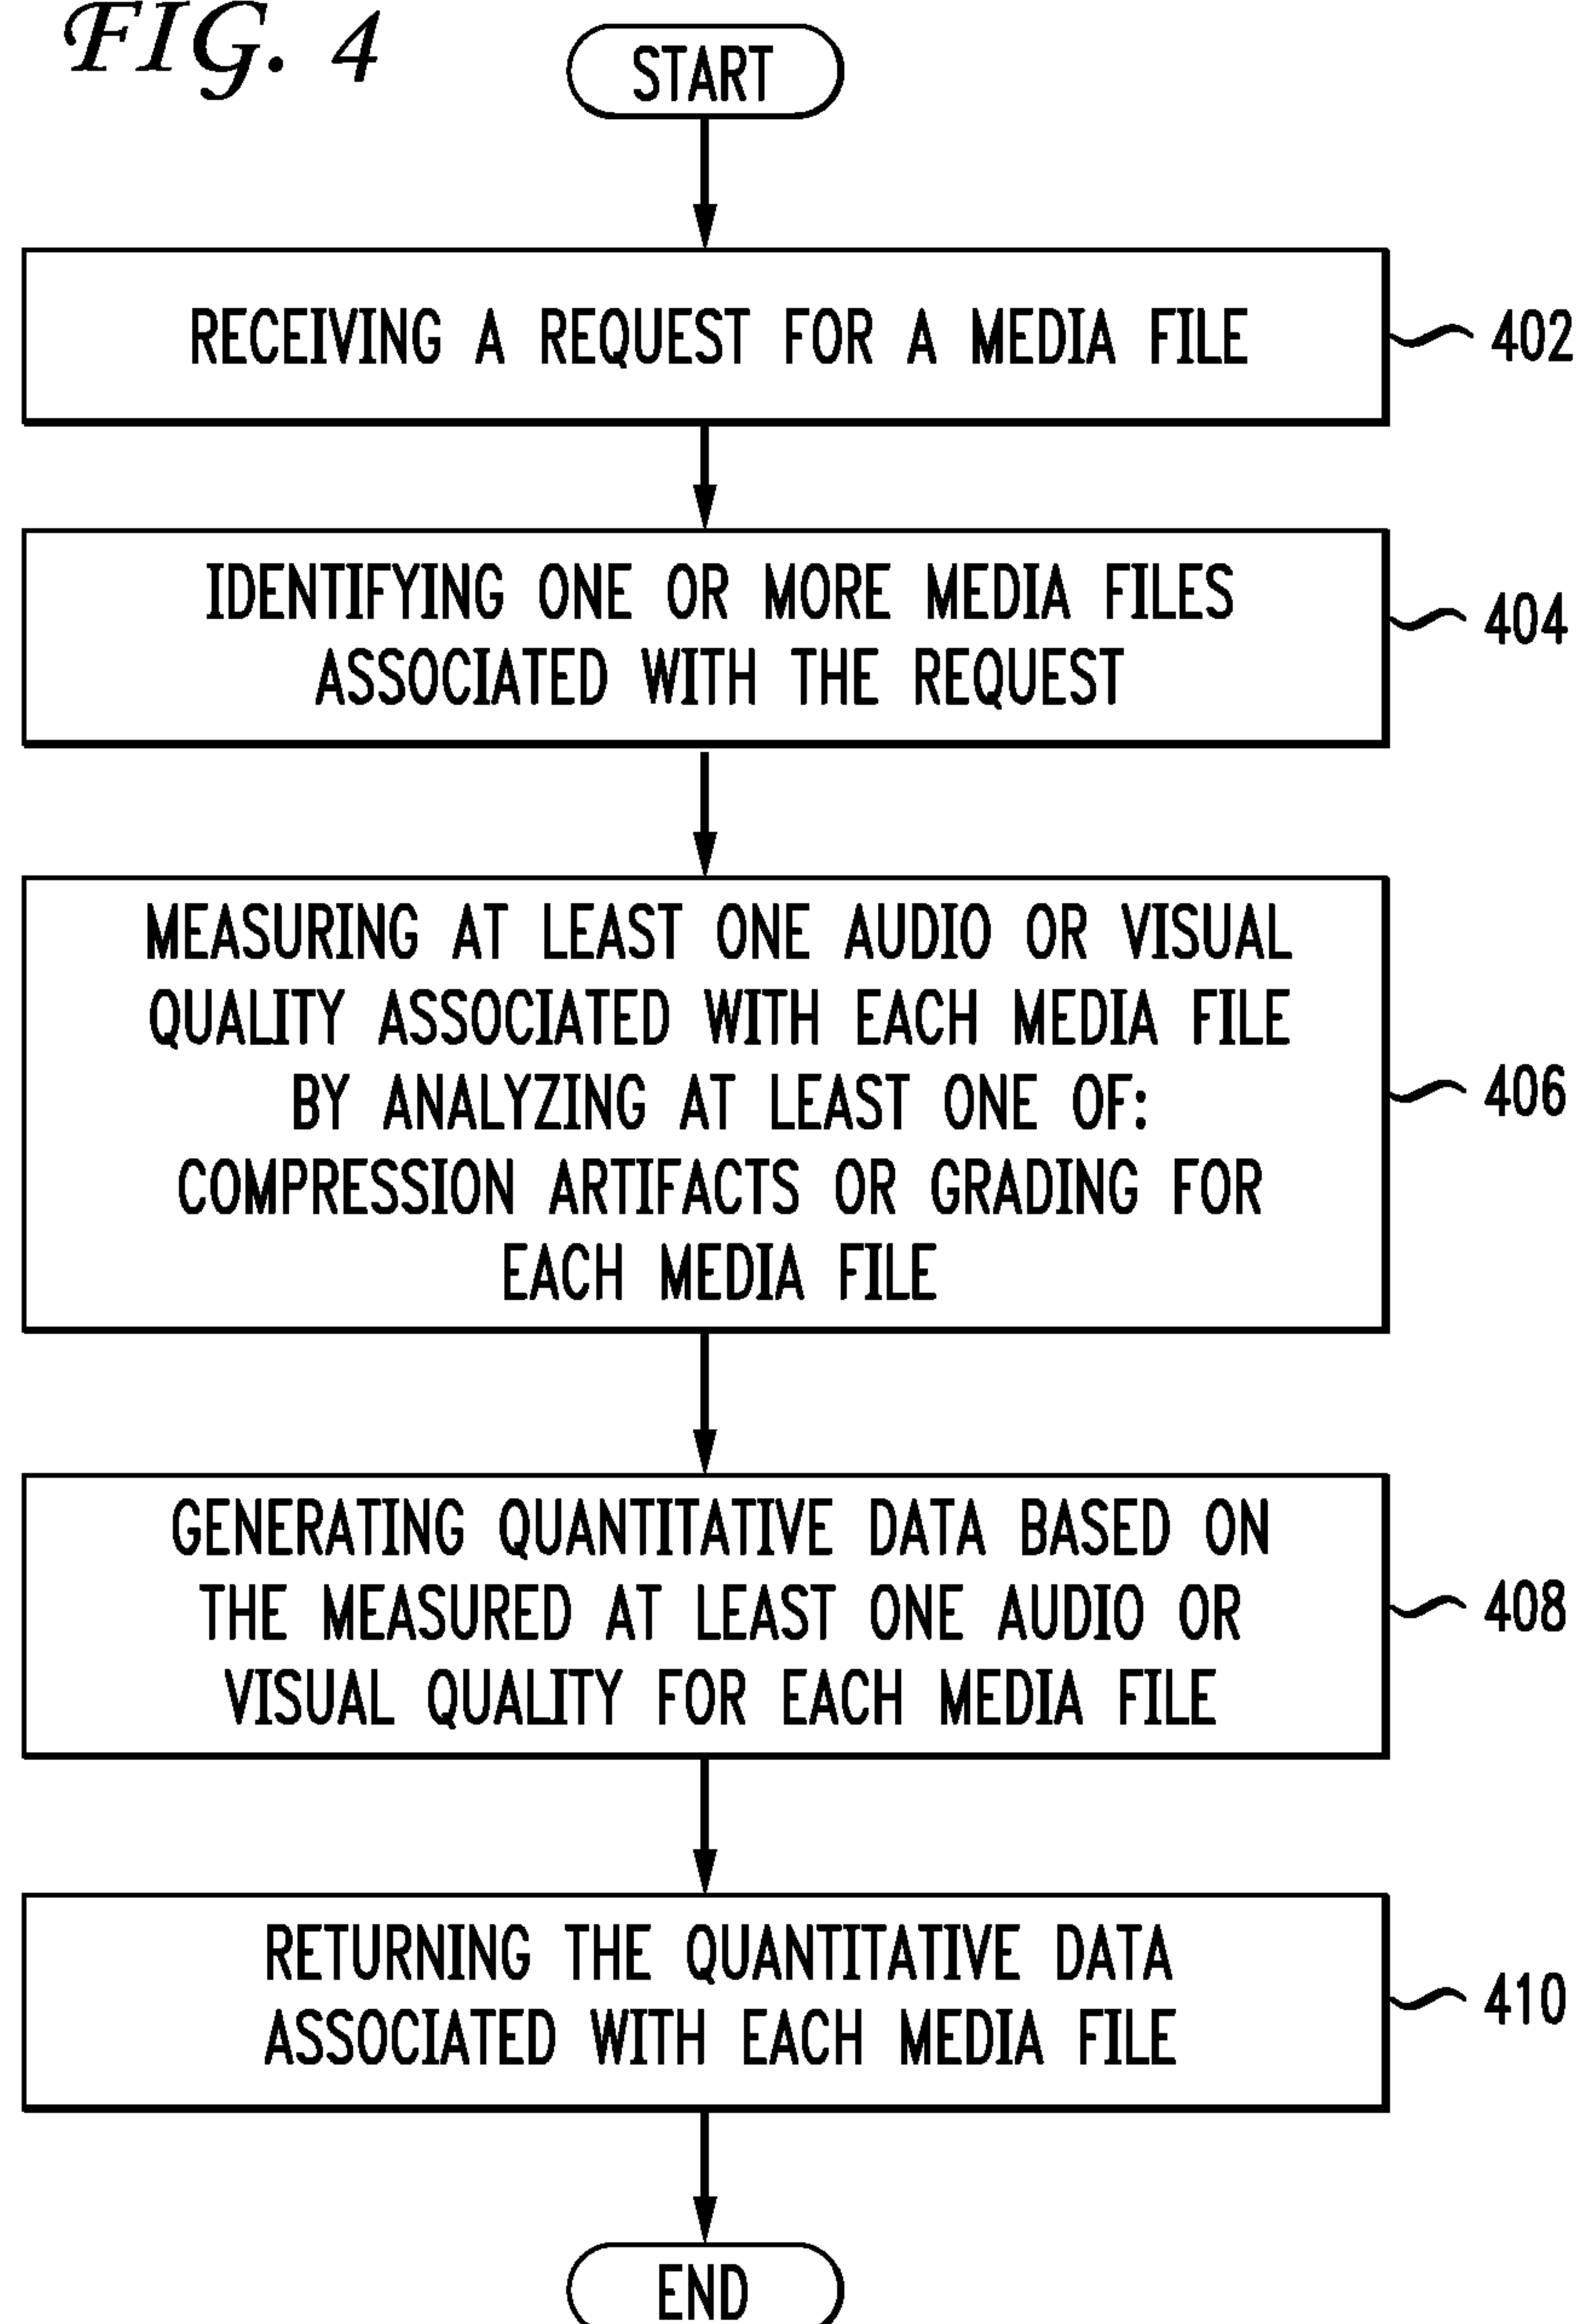 FIG. 4
START
RECEIVING A REQUEST FOR A MEDIA FILE
402
IDENTIFYING ONE OR MORE MEDIA FILES
ASSOCIATED WITH THE REQUEST
404
MEASURING AT LEAST ONE AUDIO OR VISUAL
QUALITY ASSOCIATED WITH EACH MEDIA FILE
BY ANALYZING AT LEAST ONE OF:
COMPRESSION ARTIFACTS OR GRADING FOR
EACH MEDIA FILE
406
GENERATING QUANTITATIVE DATA BASED ON
THE MEASURED AT LEAST ONE AUDIO OR
VISUAL QUALITY FOR EACH MEDIA FILE
408
RETURNING THE QUANTITATIVE DATA
ASSOCIATED WITH EACH MEDIA FILE
410
END